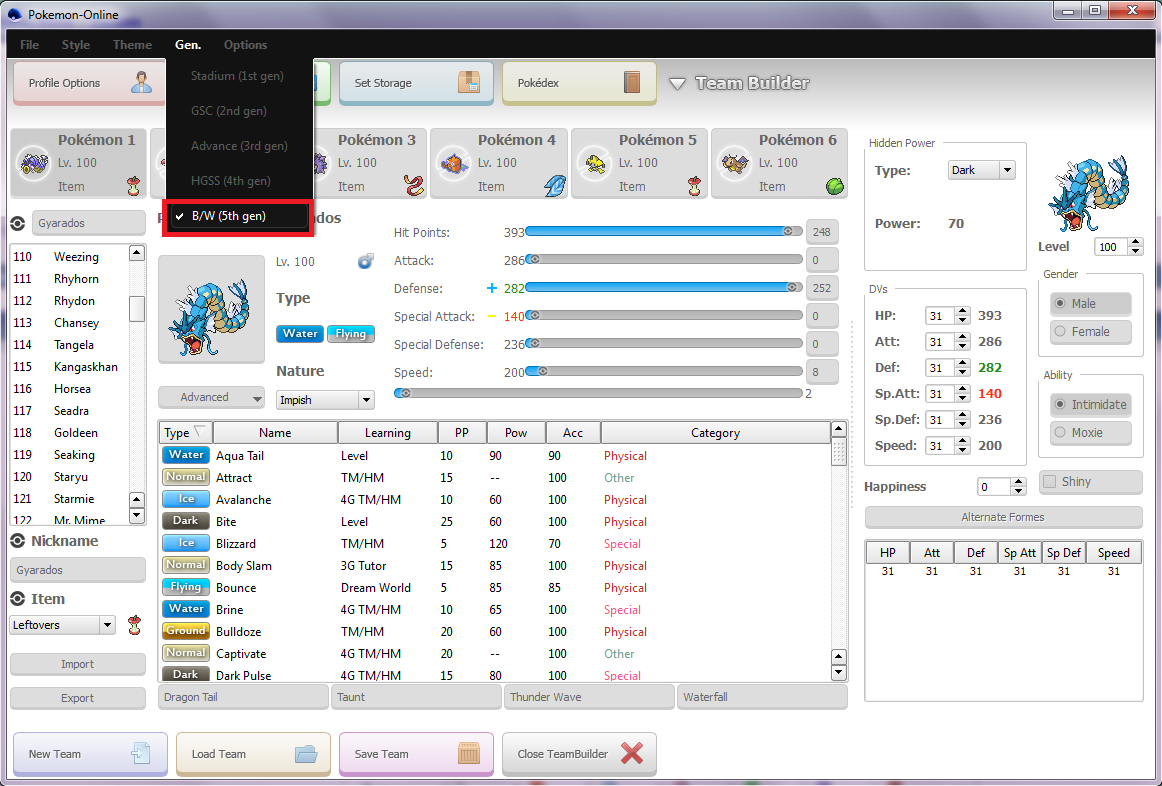 Pokemon-Online
File Style Theme Gen. Options
Stadium (1st gen)
GSC (2nd gen)
Advance (3rd gen)
HGSS (4th gen)
B/W (5th gen)
Profile Options Set Storage Pokédex Team Builder
Pokémon 1 Pokémon 3 Pokémon 4 Pokémon 5 Pokémon 6
Lv. 100 Lv. 100 Lv. 100 Lv. 100 Lv. 100
Item Item Item Item Item
Gyarados
110 Weezing
111 Rhyhorn
112 Rhydon
113 Chansey
114 Tangela
115 Kangaskhan
116 Horsea
117 Seadra
118 Goldeen
119 Seaking
120 Staryu
121 Starmie
122 Mr. Mime
Nickname
Gyarados
Item
Leftovers
Import
Export
Lv. 100
Type
Water Flying
Nature
Advanced Impish
Hit Points: 393 248
Attack: 286 0
Defense: + 282 252
Special Attack: − 140 0
Special Defense: 236 0
Speed: 200 8
2
Type Name Learning PP Pow Acc Category
Water Aqua Tail Level 10 90 90 Physical
Normal Attract TM/HM 15 -- 100 Other
Ice Avalanche 4G TM/HM 10 60 100 Physical
Dark Bite Level 25 60 100 Physical
Ice Blizzard TM/HM 5 120 70 Special
Normal Body Slam 3G Tutor 15 85 100 Physical
Flying Bounce Dream World 5 85 85 Physical
Water Brine 4G TM/HM 10 65 100 Special
Ground Bulldoze TM/HM 20 60 100 Physical
Normal Captivate 4G TM/HM 20 -- 100 Other
Dark Dark Pulse 4G TM/HM 15 80 100 Special
Dragon Tail Taunt Thunder Wave Waterfall
Hidden Power
Type: Dark
Power: 70
Level 100
Gender
Male
Female
DVs
HP: 31 393
Att: 31 286
Def: 31 282
Sp.Att: 31 140
Sp.Def: 31 236
Speed: 31 200
Ability
Intimidate
Moxie
Happiness 0 Shiny
Alternate Formes
HP Att Def Sp Att Sp Def Speed
31 31 31 31 31 31
New Team Load Team Save Team Close TeamBuilder